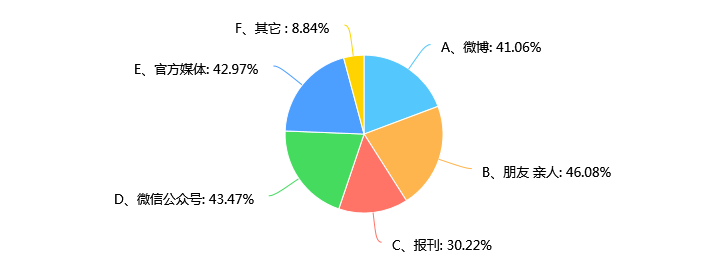 F、其它 : 8.84%
A、微博: 41.06%
E、官方媒体: 42.97%
B、朋友 亲人: 46.08%
D、微信公众号: 43.47%
C、报刊: 30.22%